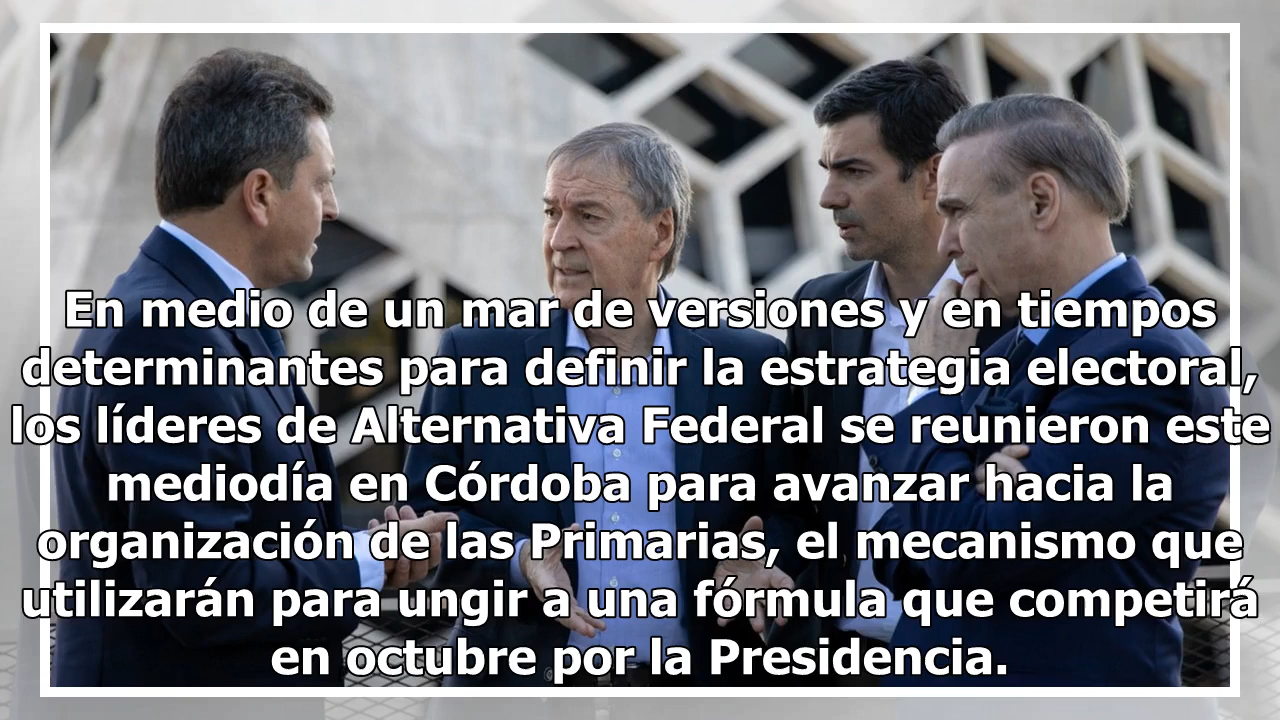 En medio de un mar de versiones y en tiempos
determinantes para definir la estrategia electoral,
los líderes de Alternativa Federal se reunieron este
mediodía en Córdoba para avanzar hacia la
organización de las Primarias, el mecanismo que
utilizarán para ungir a una fórmula que competirá
en octubre por la Presidencia.